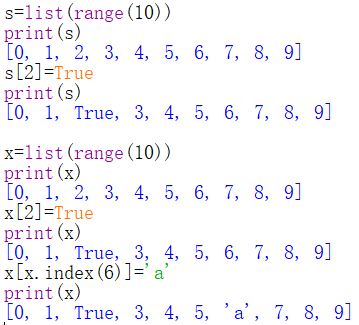 s=list(range(10))
print(s)
[0, 1, 2, 3, 4, 5, 6, 7, 8, 9]
s[2]=True
print(s)
[0, 1, True, 3, 4, 5, 6, 7, 8, 9]
x=list(range(10))
print(x)
[0, 1, 2, 3, 4, 5, 6, 7, 8, 9]
x[2]=True
print(x)
[0, 1, True, 3, 4, 5, 6, 7, 8, 9]
x[x.index(6)]='a'
print(x)
[0, 1, True, 3, 4, 5, 'a', 7, 8, 9]